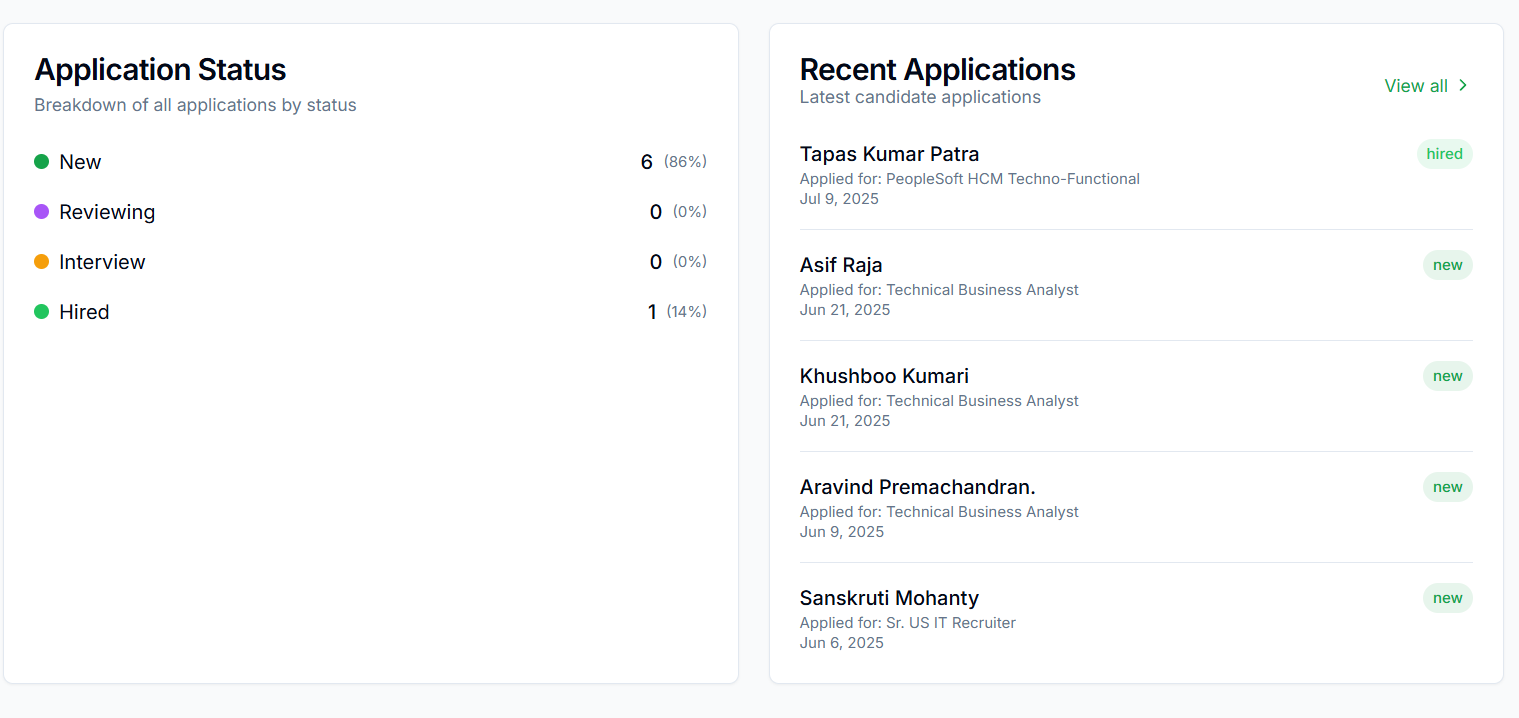 Application Status
Breakdown of all applications by status
New 6 (86%)
Reviewing 0 (0%)
Interview 0 (0%)
Hired 1 (14%)
Recent Applications
Latest candidate applications
View all
Tapas Kumar Patra
hired
Applied for: PeopleSoft HCM Techno-Functional
Jul 9, 2025
Asif Raja
new
Applied for: Technical Business Analyst
Jun 21, 2025
Khushboo Kumari
new
Applied for: Technical Business Analyst
Jun 21, 2025
Aravind Premachandran.
new
Applied for: Technical Business Analyst
Jun 9, 2025
Sanskruti Mohanty
new
Applied for: Sr. US IT Recruiter
Jun 6, 2025